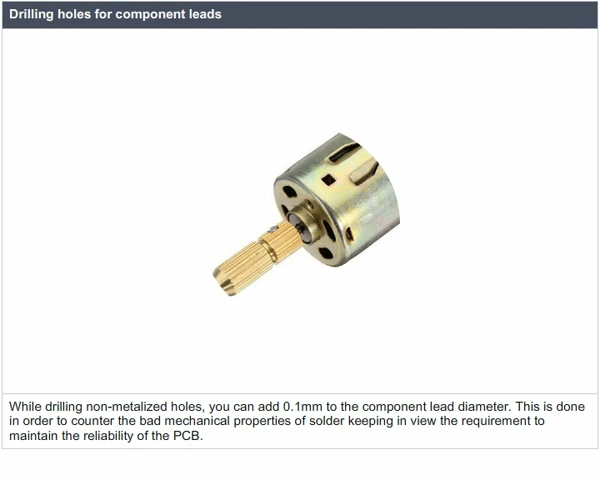 Drilling holes for component leads
While drilling non-metalized holes, you can add 0.1mm to the component lead diameter. This is done
in order to counter the bad mechanical properties of solder keeping in view the requirement to
maintain the reliability of the PCB.